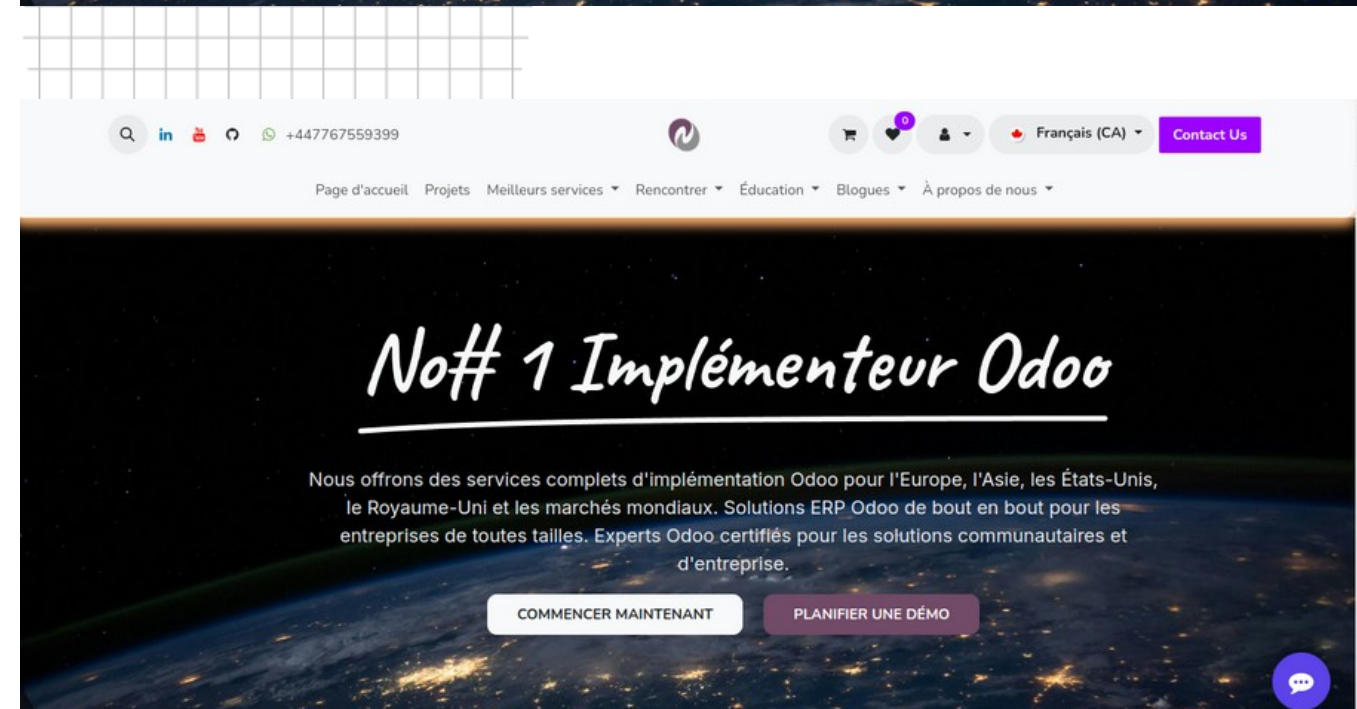 in +447767559399 0 Français (CA) Contact Us
Page d'accueil Projets Meilleurs services Rencontrer Éducation Blogues À propos de nous
No# 1 Implémenteur Odoo
Nous offrons des services complets d'implémentation Odoo pour l'Europe, l'Asie, les États-Unis,
le Royaume-Uni et les marchés mondiaux. Solutions ERP Odoo de bout en bout pour les
entreprises de toutes tailles. Experts Odoo certifiés pour les solutions communautaires et
d'entreprise.
COMMENCER MAINTENANT PLANIFIER UNE DÉMO